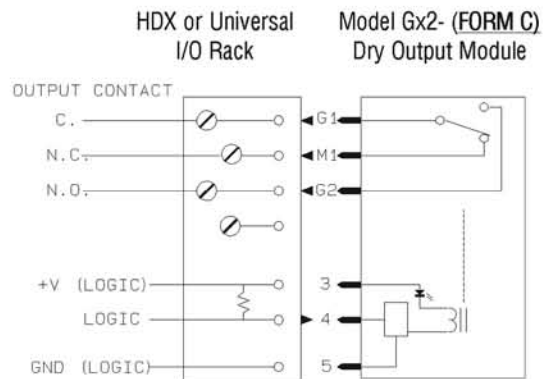 HDX or Universal
I/O Rack
Model Gx2- (FORM C)
Dry Output Module
OUTPUT CONTACT
C.
G1
N.C.
M1
N.O.
G2
+V (LOGIC)
3
LOGIC
4
GND (LOGIC)
5